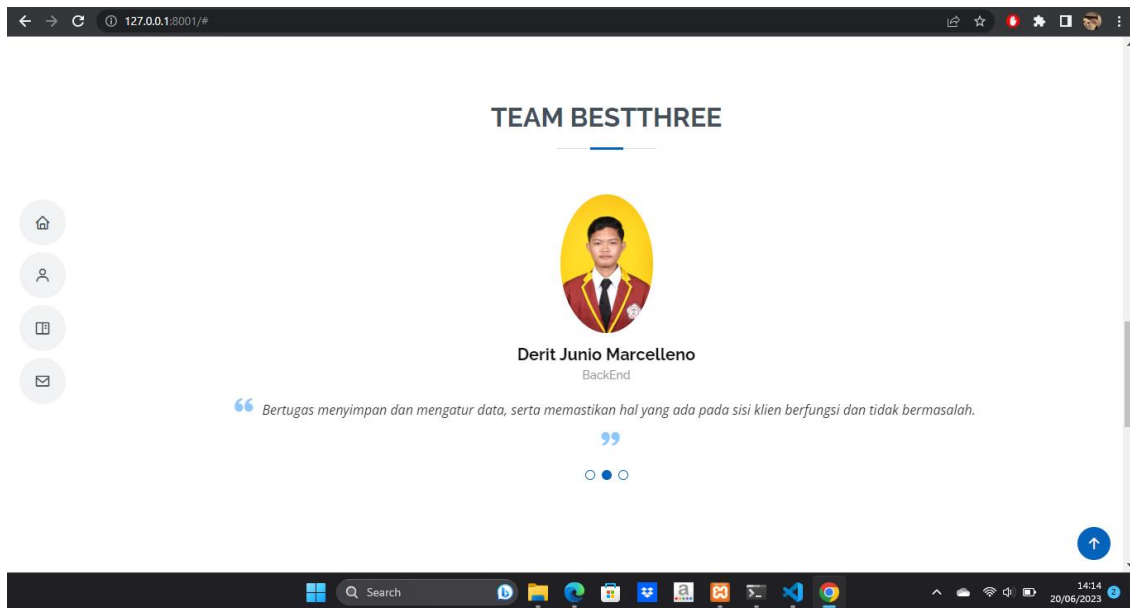 127.0.0.1:8001/#
TEAM BESTTHREE
Derit Junio Marcelleno
BackEnd
“ Bertugas menyimpan dan mengatur data, serta memastikan hal yang ada pada sisi klien berfungsi dan tidak bermasalah.
”
Search
14:14
20/06/2023
2